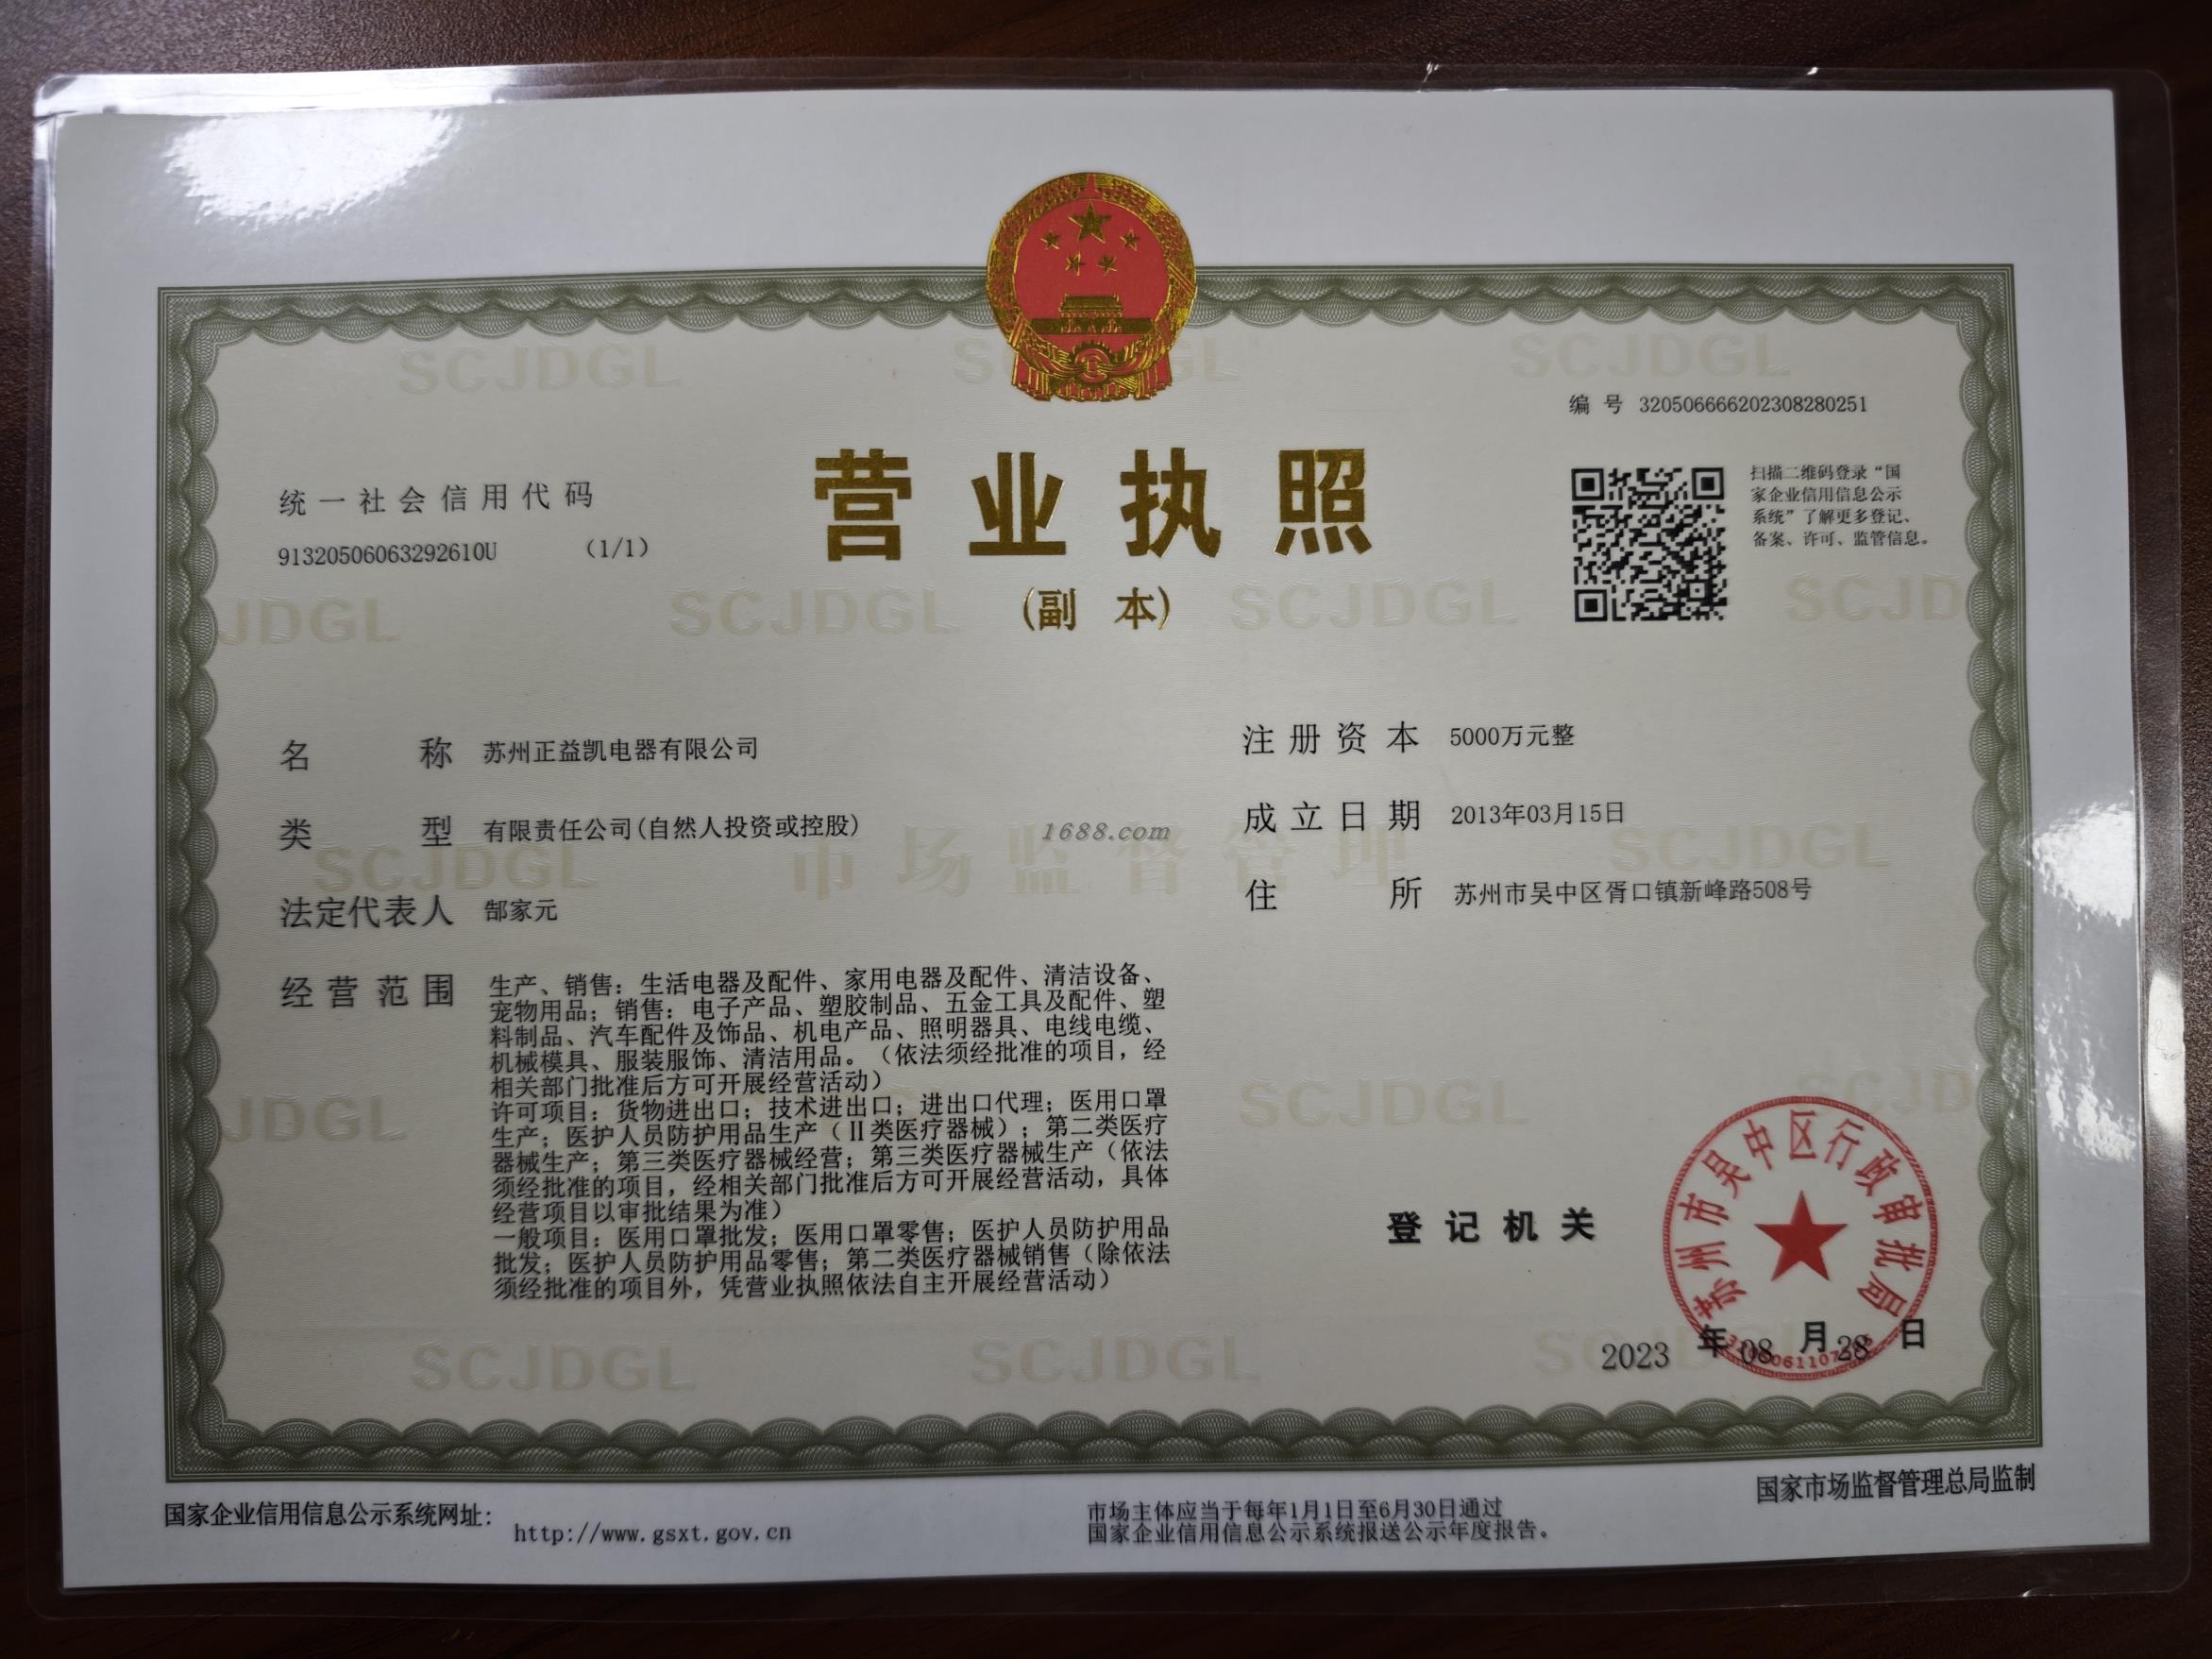 编 号 320506666202308280251
统一社会信用代码
91320506063292610U （1/1）
营业执照
(副 本)
扫描二维码登录“国
家企业信用信息公示
系统”了解更多登记、
备案、许可、监管信息。
名 称 苏州正益凯电器有限公司
类 型 有限责任公司(自然人投资或控股)
法定代表人 郜家元
经营范围 生产、销售：生活电器及配件、家用电器及配件、清洁设备、
宠物用品；销售：电子产品、塑胶制品、五金工具及配件、塑
料制品、汽车配件及饰品、机电产品、照明器具、电线电缆、
机械模具、服装服饰、清洁用品。（依法须经批准的项目，经
相关部门批准后方可开展经营活动）
许可项目：货物进出口；技术进出口；进出口代理；医用口罩
生产；医护人员防护用品生产（Ⅱ类医疗器械）；第二类医疗
器械生产；第三类医疗器械经营；第三类医疗器械生产（依法
须经批准的项目，经相关部门批准后方可开展经营活动，具体
经营项目以审批结果为准）
一般项目：医用口罩批发；医用口罩零售；医护人员防护用品
批发；医护人员防护用品零售；第二类医疗器械销售（除依法
须经批准的项目外，凭营业执照依法自主开展经营活动）
注册资本 5000万元整
成立日期 2013年03月15日
住 所 苏州市吴中区胥口镇新峰路508号
1688.com
市场监督管理
SCJDGL
登记机关
苏州市吴中区行政审批局
2023 年 08 月 28 日
国家企业信用信息公示系统网址：
http://www.gsxt.gov.cn
市场主体应当于每年1月1日至6月30日通过
国家企业信用信息公示系统报送公示年度报告。
国家市场监督管理总局监制